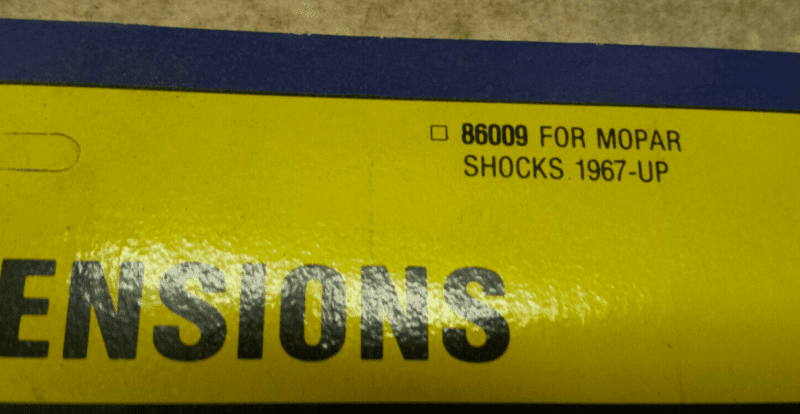 ☐ 86009 FOR MOPAR
SHOCKS 1967-UP
ENSIONS